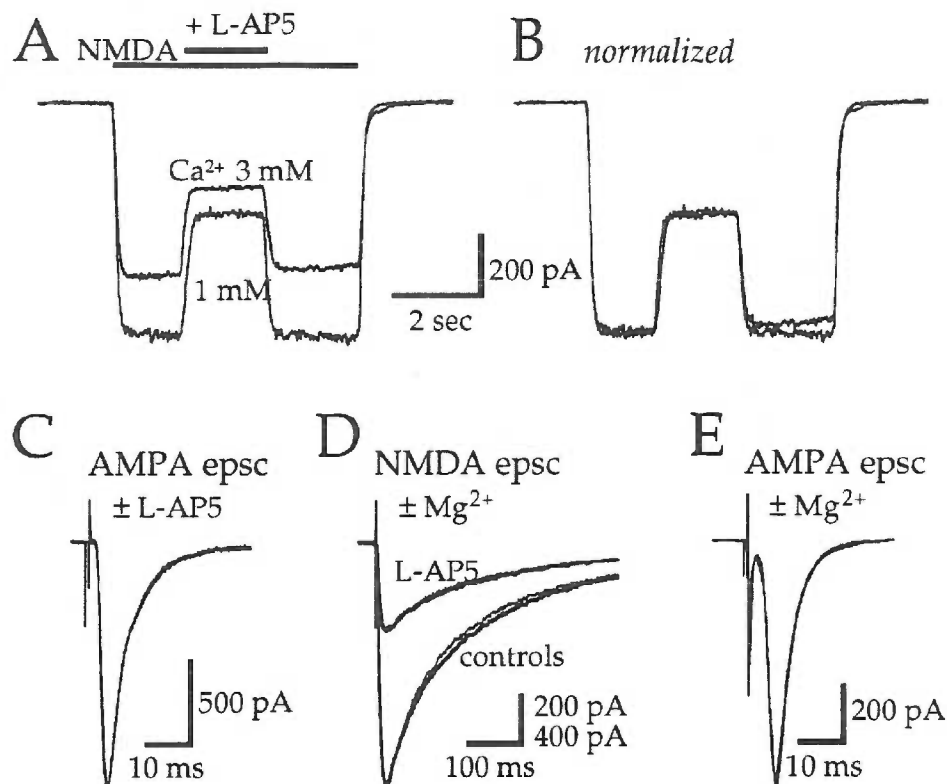 A
+ L-AP5
NMDA
B
normalized
Ca²⁺ 3 mM
1 mM
200 pA
2 sec
C
AMPA epsc
± L-AP5
500 pA
10 ms
D
NMDA epsc
± Mg²⁺
L-AP5
controls
200 pA
400 pA
100 ms
E
AMPA epsc
± Mg²⁺
200 pA
10 ms